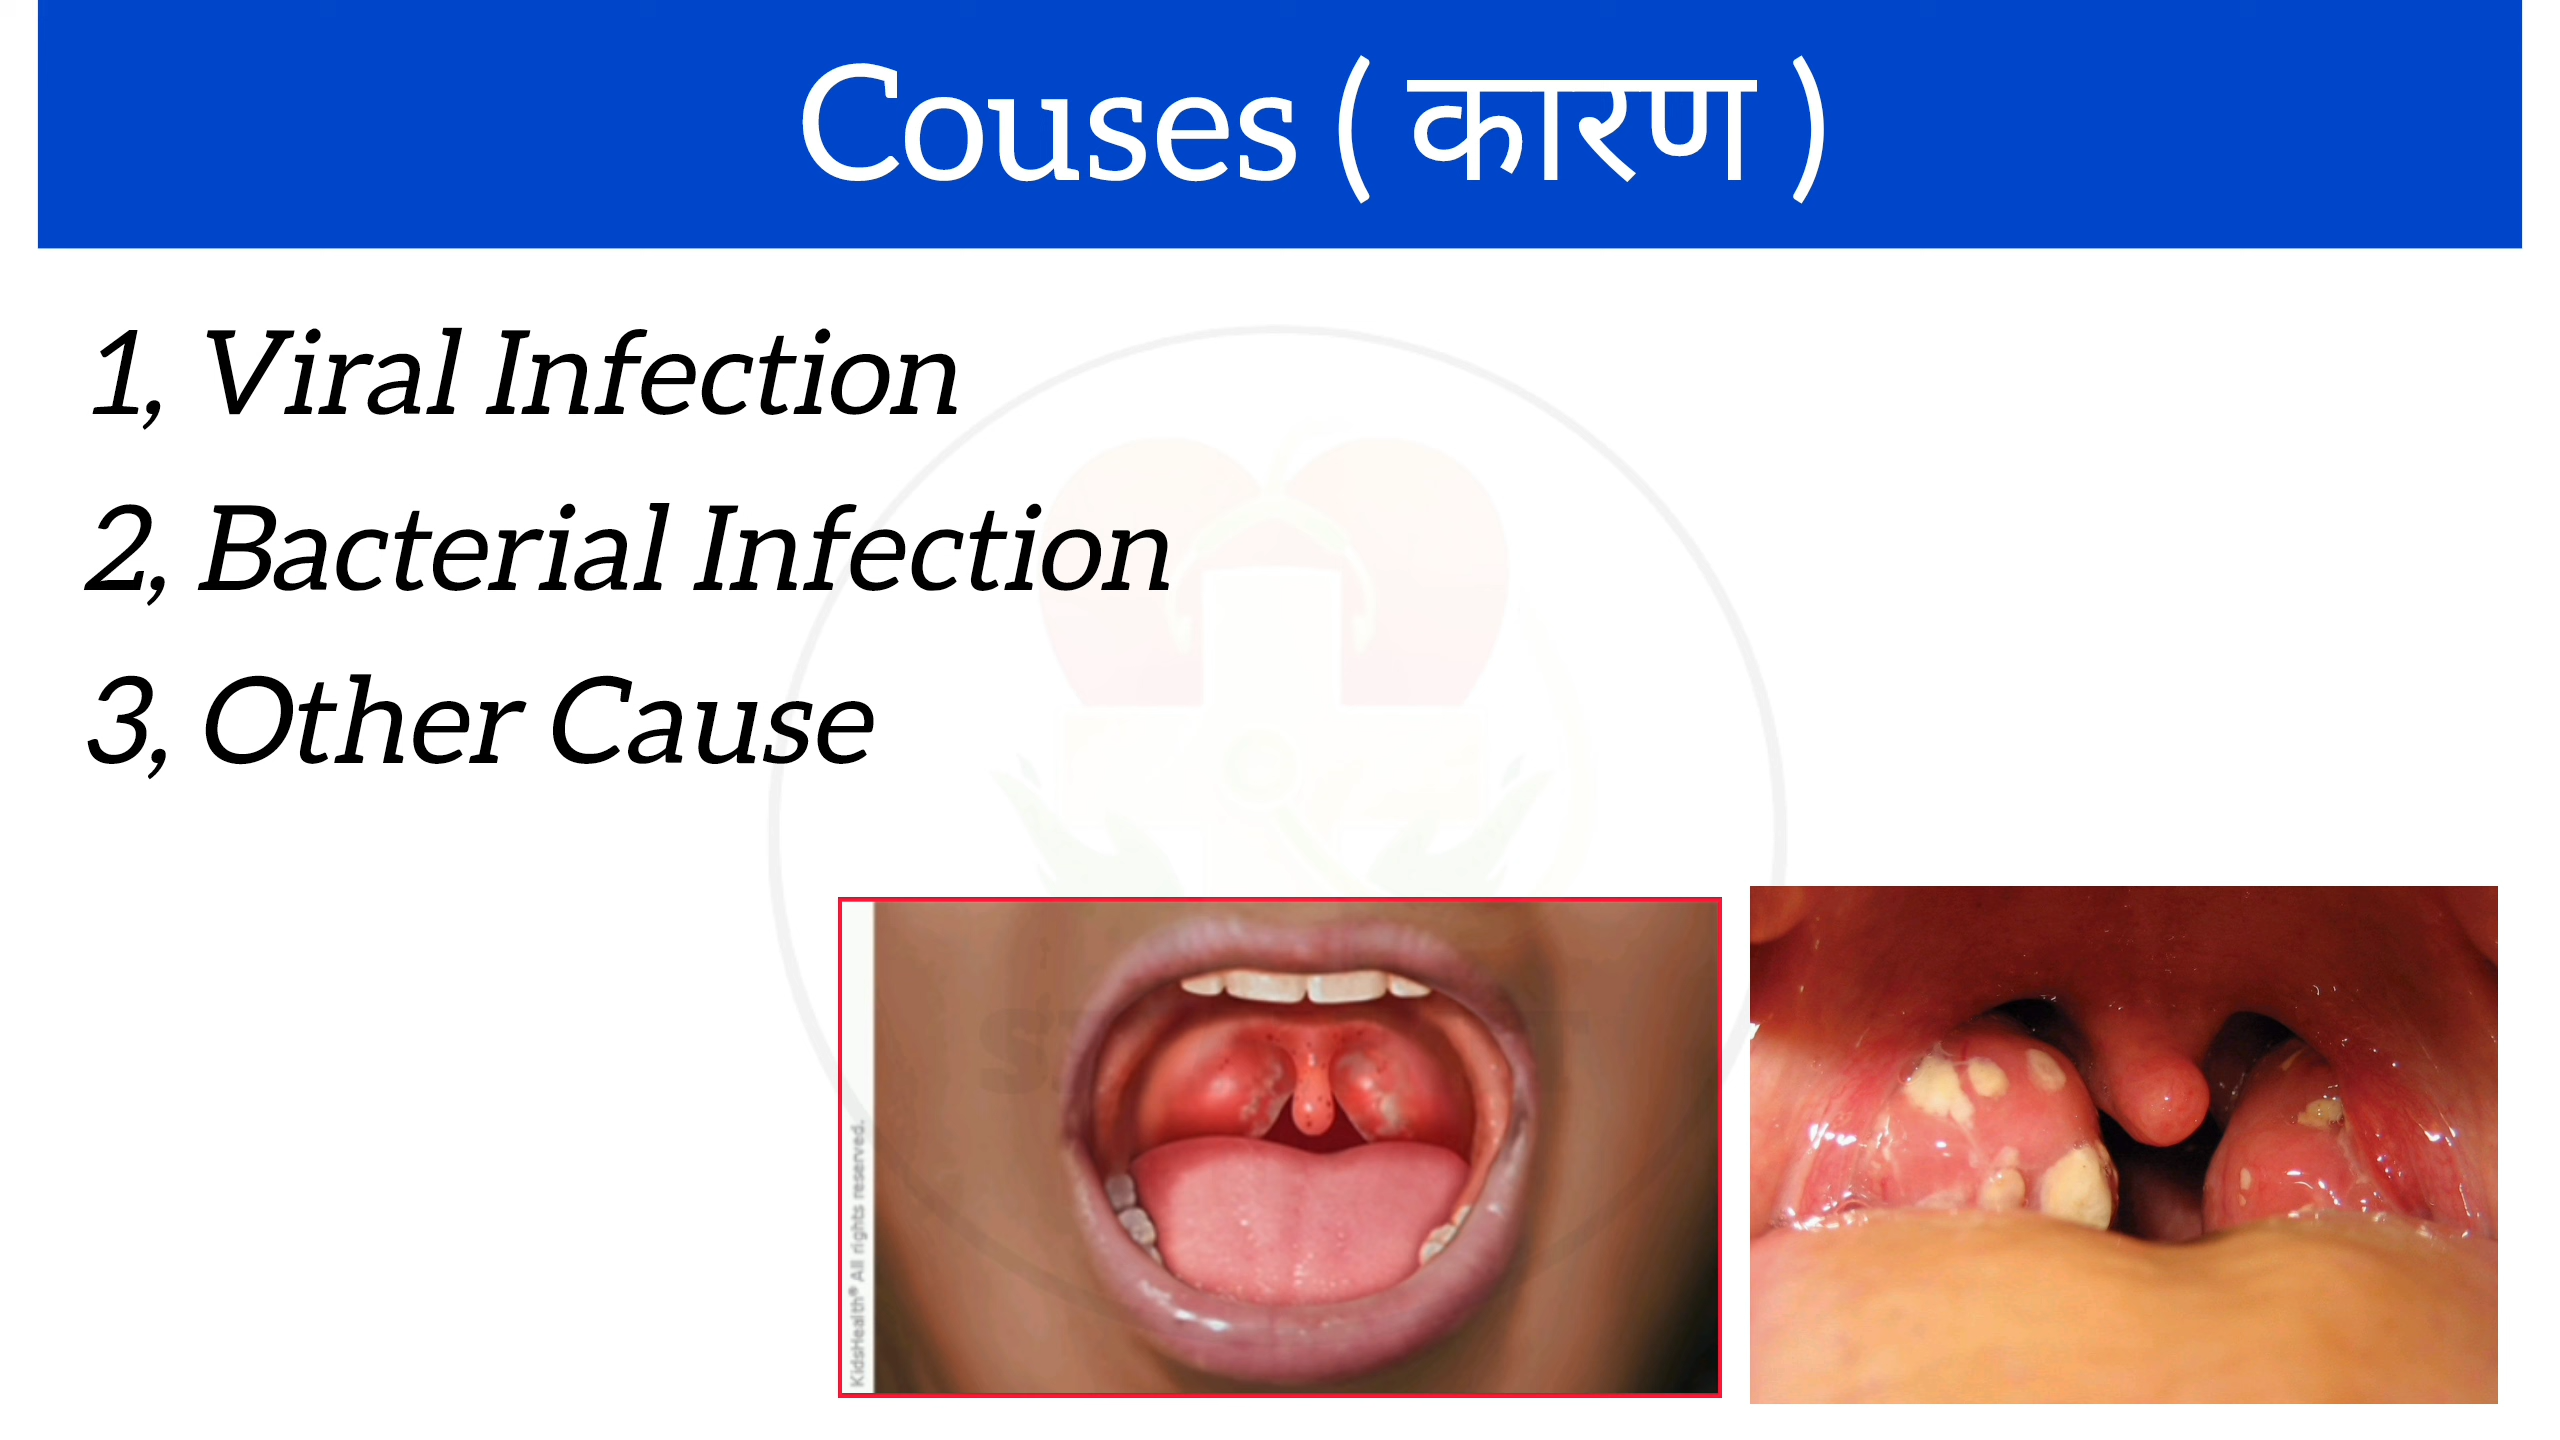 Couses ( कारण )
1, Viral Infection
2, Bacterial Infection
3, Other Cause
KidsHealth® All rights reserved.